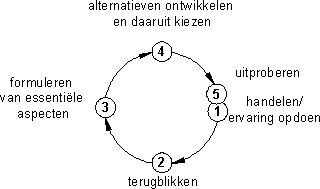 alternatieven ontwikkelen
en daaruit kiezen
4
uitproberen
5
formuleren
van essentiële
aspecten
3
1
handelen/
ervaring opdoen
2
terugblikken